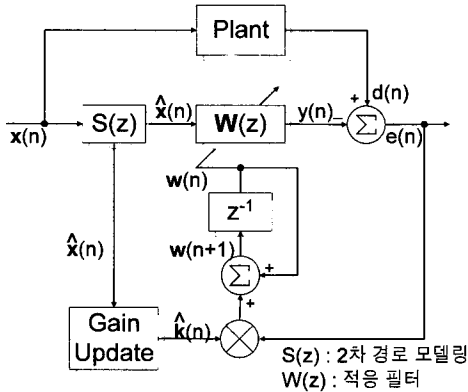 Plant
+
d(n)
x(n)
S(z)
x̂(n)
W(z)
y(n)
−
Σ
e(n)
w(n)
z⁻¹
x̂(n)
w(n+1)
Σ
+
+
Gain
Update
k̂(n)
S(z) : 2차 경로 모델링
W(z) : 적응 필터